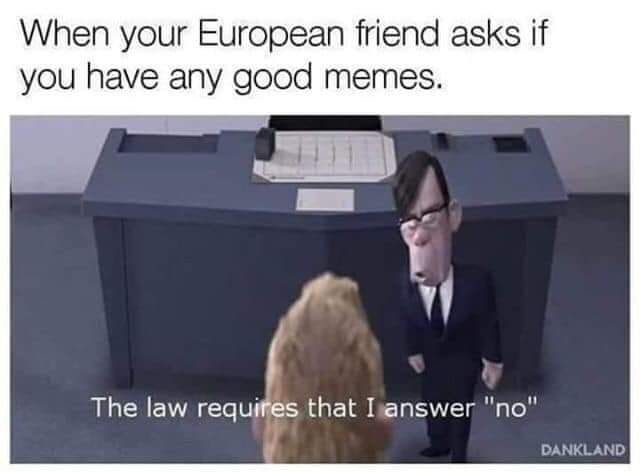 When your European friend asks if
you have any good memes.
The law requires that I answer "no"
DANKLAND